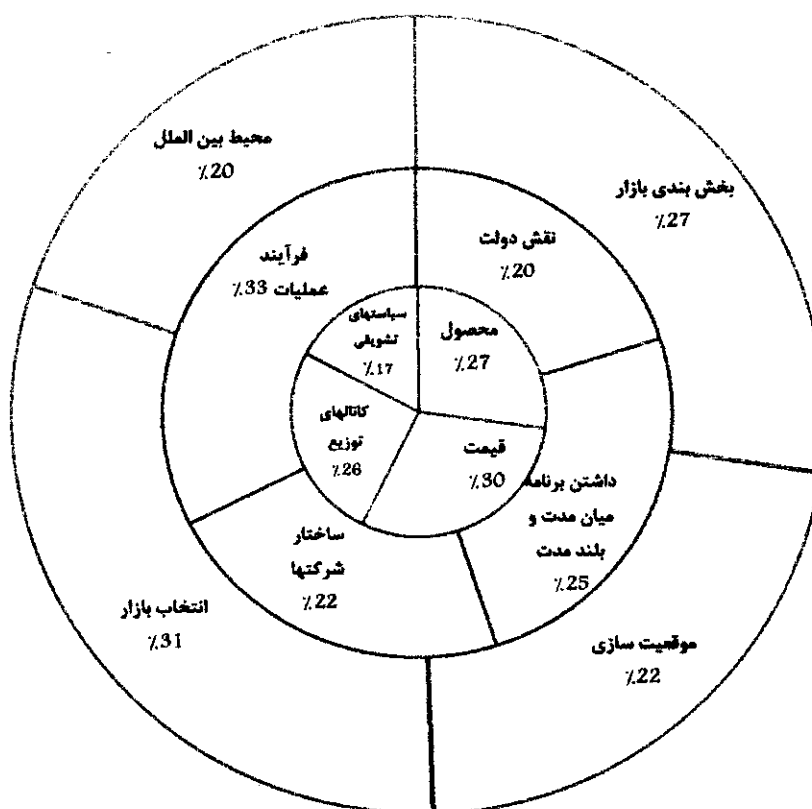 محیط بین الملل
٪20
بخش بندی بازار
٪27
نقش دولت
٪20
فرآیند
عملیات 33٪
سیاستهای
تشویقی
٪17
محصول
٪27
کانالهای
توزیع
٪26
قیمت
٪30
داشتن برنامه
میان مدت و
بلند مدت
٪25
ساختار
شرکتها
٪22
انتخاب بازار
٪31
موقعیت سازی
٪22